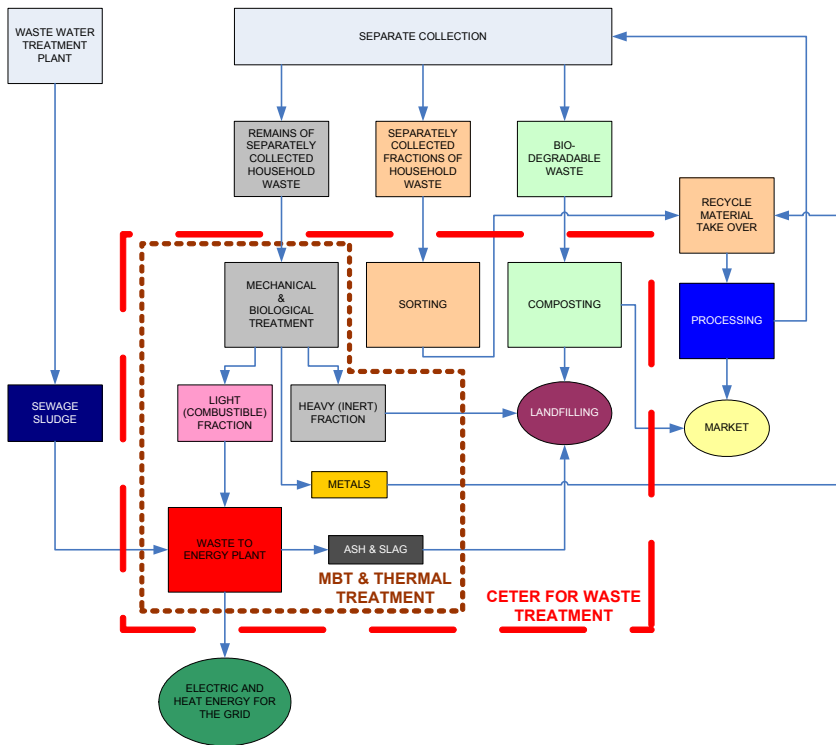 WASTE WATER
TREATMENT
PLANT
SEPARATE COLLECTION
REMAINS OF
SEPARATELY
COLLECTED
HOUSEHOLD
WASTE
SEPARATELY
COLLECTED
FRACTIONS OF
HOUSEHOLD
WASTE
BIO-
DEGRADABLE
WASTE
RECYCLE
MATERIAL
TAKE OVER
MECHANICAL
&
BIOLOGICAL
TREATMENT
SORTING
COMPOSTING
PROCESSING
SEWAGE
SLUDGE
LIGHT
(COMBUSTIBLE)
FRACTION
HEAVY (INERT)
FRACTION
LANDFILLING
MARKET
METALS
WASTE TO
ENERGY PLANT
ASH & SLAG
MBT & THERMAL
TREATMENT
CETER FOR WASTE
TREATMENT
ELECTRIC AND
HEAT ENERGY FOR
THE GRID